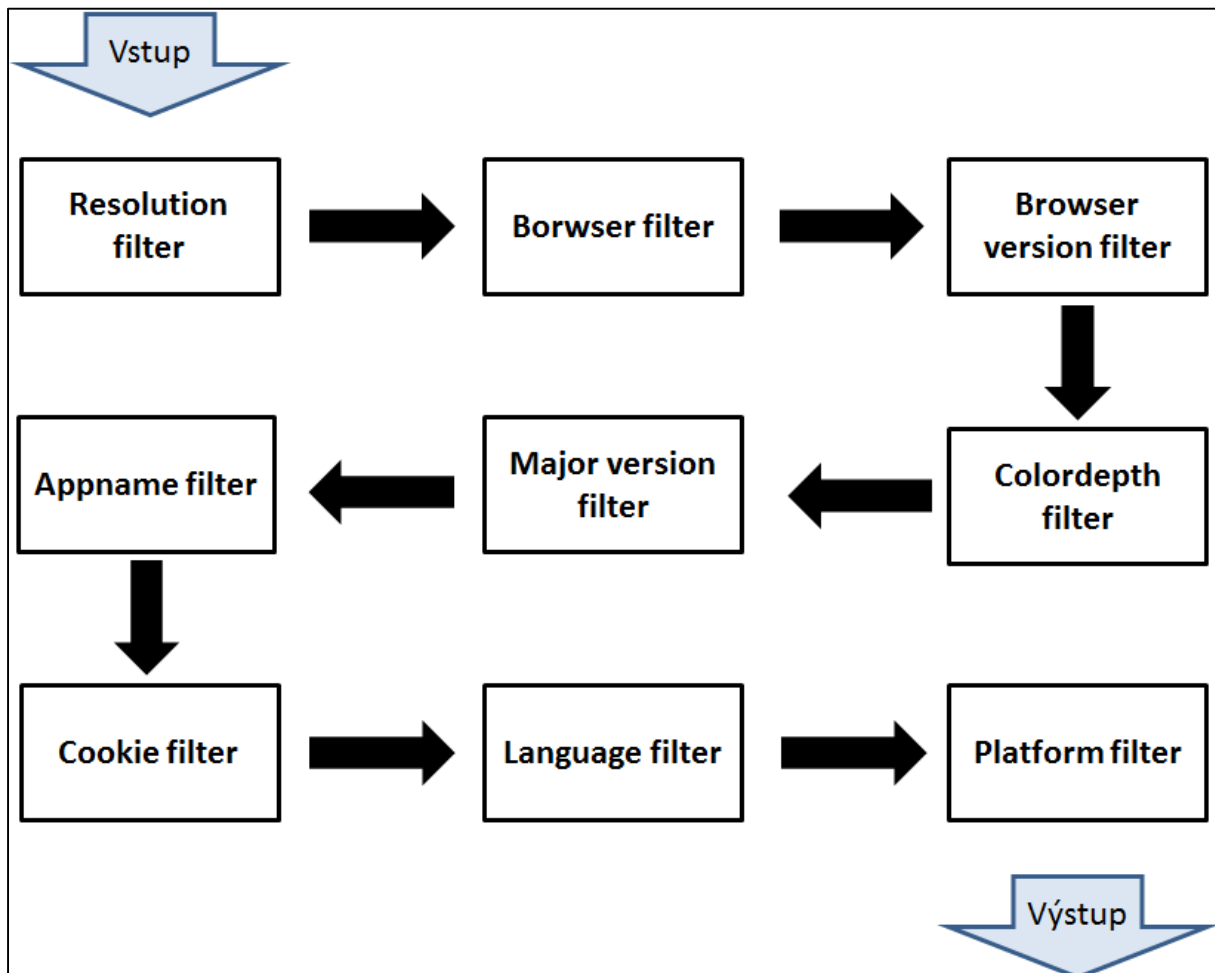 Vstup
Resolution
filter
Borwser filter
Browser
version filter
Appname filter
Major version
filter
Colordepth
filter
Cookie filter
Language filter
Platform filter
Výstup